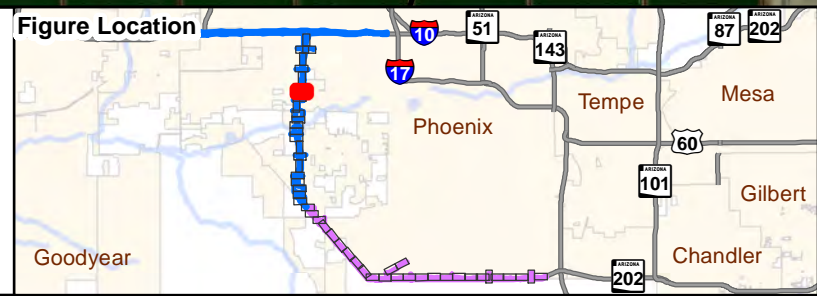 Figure Location
10
ARIZONA
51
ARIZONA
143
ARIZONA
87
ARIZONA
202
17
Tempe
Mesa
Phoenix
60
ARIZONA
101
Gilbert
Goodyear
Chandler
ARIZONA
202